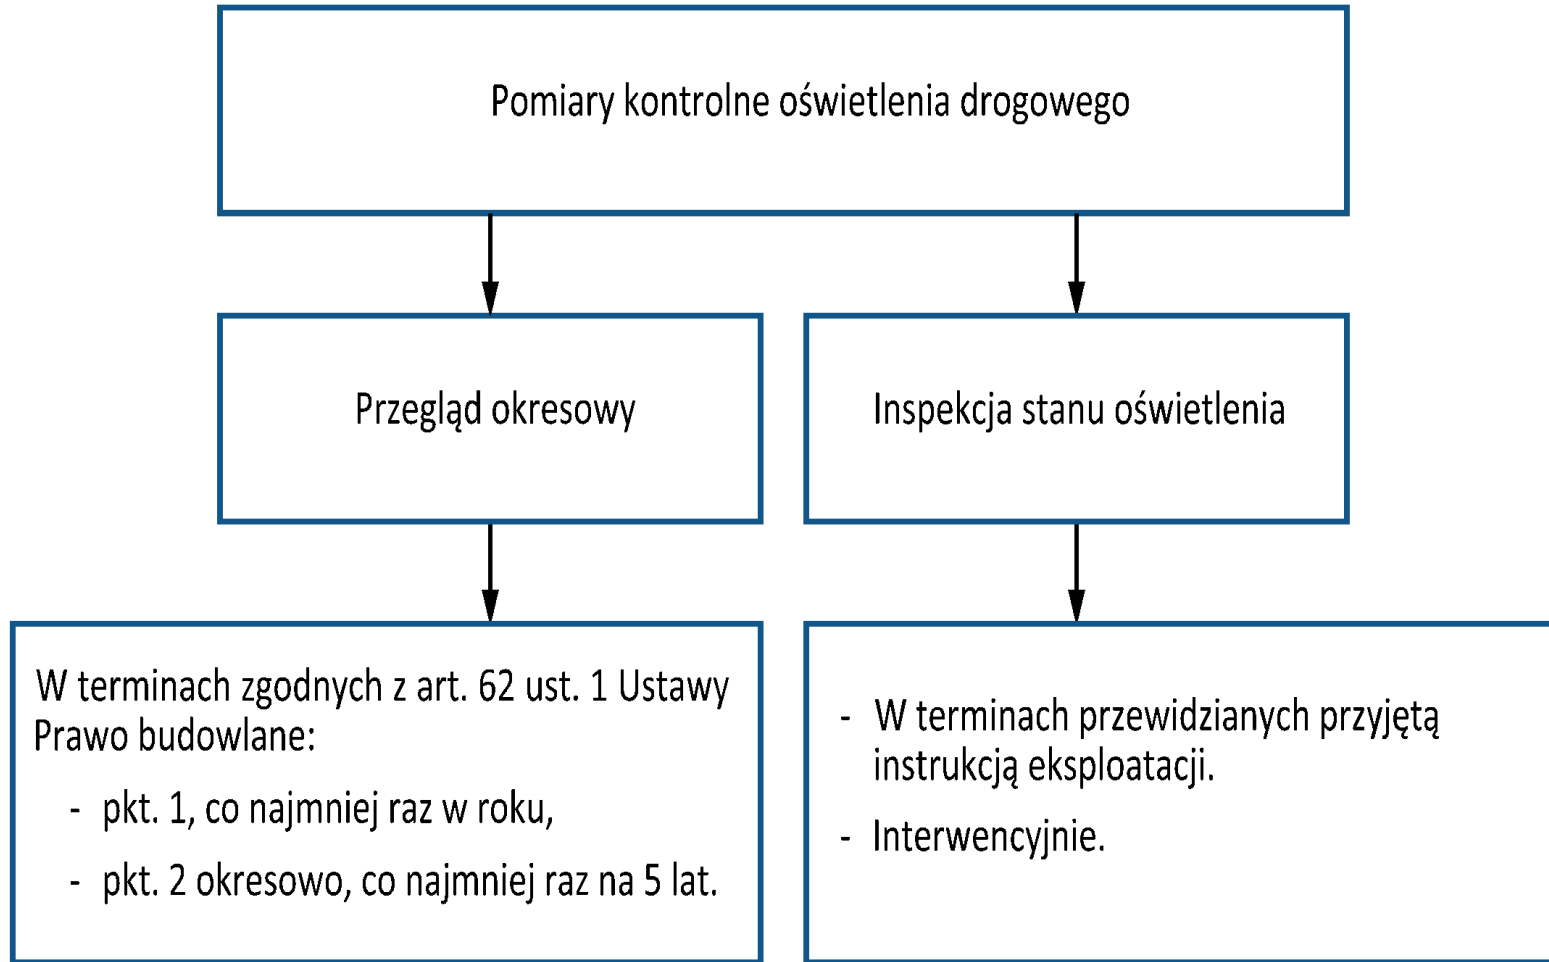 Pomiary kontrolne oświetlenia drogowego
Przegląd okresowy
Inspekcja stanu oświetlenia
W terminach zgodnych z art. 62 ust. 1 Ustawy
Prawo budowlane:
- pkt. 1, co najmniej raz w roku,
- pkt. 2 okresowo, co najmniej raz na 5 lat.
- W terminach przewidzianych przyjętą
instrukcją eksploatacji.
- Interwencyjnie.